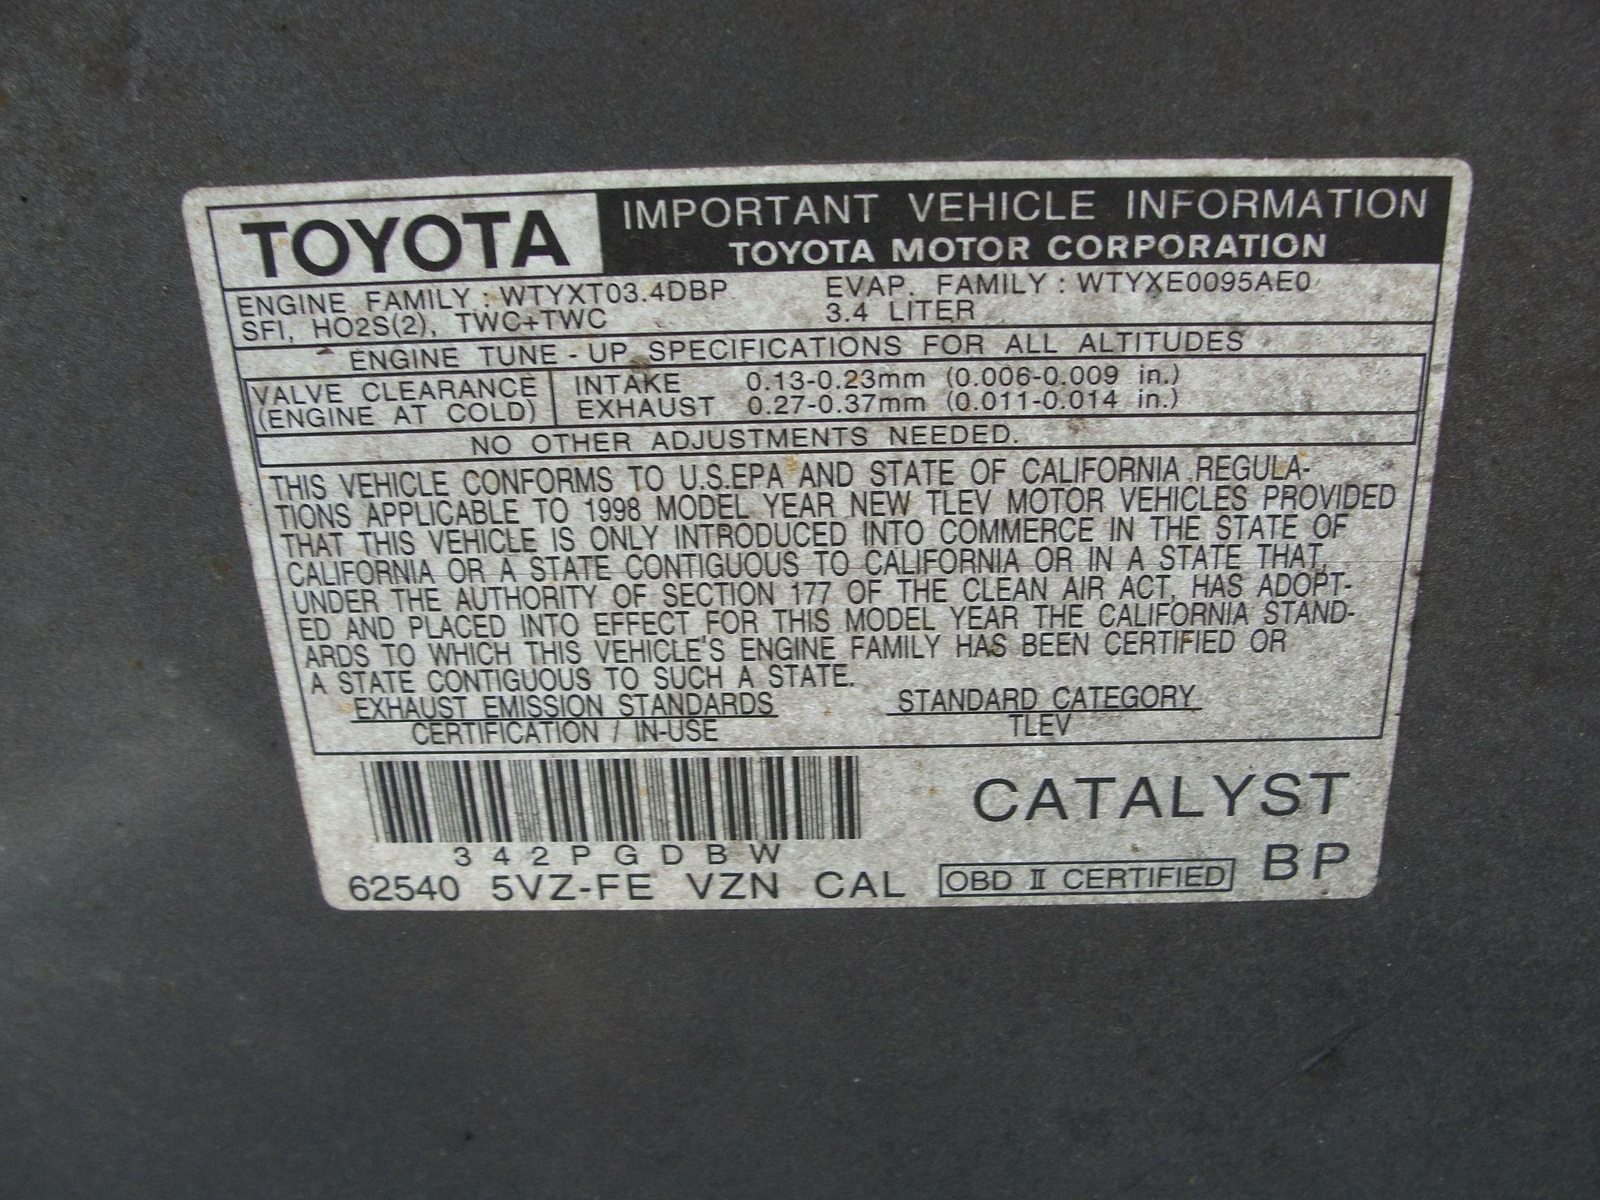 TOYOTA
IMPORTANT VEHICLE INFORMATION
TOYOTA MOTOR CORPORATION
ENGINE FAMILY : WTYXT03.4DBP EVAP. FAMILY : WTYXE0095AE0
SFI, HO2S(2), TWC+TWC 3.4 LITER
ENGINE TUNE-UP SPECIFICATIONS FOR ALL ALTITUDES
VALVE CLEARANCE INTAKE 0.13-0.23mm (0.006-0.009 in.)
(ENGINE AT COLD) EXHAUST 0.27-0.37mm (0.011-0.014 in.)
NO OTHER ADJUSTMENTS NEEDED.
THIS VEHICLE CONFORMS TO U.S.EPA AND STATE OF CALIFORNIA REGULA-
TIONS APPLICABLE TO 1998 MODEL YEAR NEW TLEV MOTOR VEHICLES PROVIDED
THAT THIS VEHICLE IS ONLY INTRODUCED INTO COMMERCE IN THE STATE OF
CALIFORNIA OR A STATE CONTIGUOUS TO CALIFORNIA OR IN A STATE THAT,
UNDER THE AUTHORITY OF SECTION 177 OF THE CLEAN AIR ACT, HAS ADOPT-
ED AND PLACED INTO EFFECT FOR THIS MODEL YEAR THE CALIFORNIA STAND-
ARDS TO WHICH THIS VEHICLE'S ENGINE FAMILY HAS BEEN CERTIFIED OR
A STATE CONTIGUOUS TO SUCH A STATE.
EXHAUST EMISSION STANDARDS STANDARD CATEGORY
CERTIFICATION / IN-USE TLEV
CATALYST
342PGDBW
62540 5VZ-FE VZN CAL OBD II CERTIFIED BP